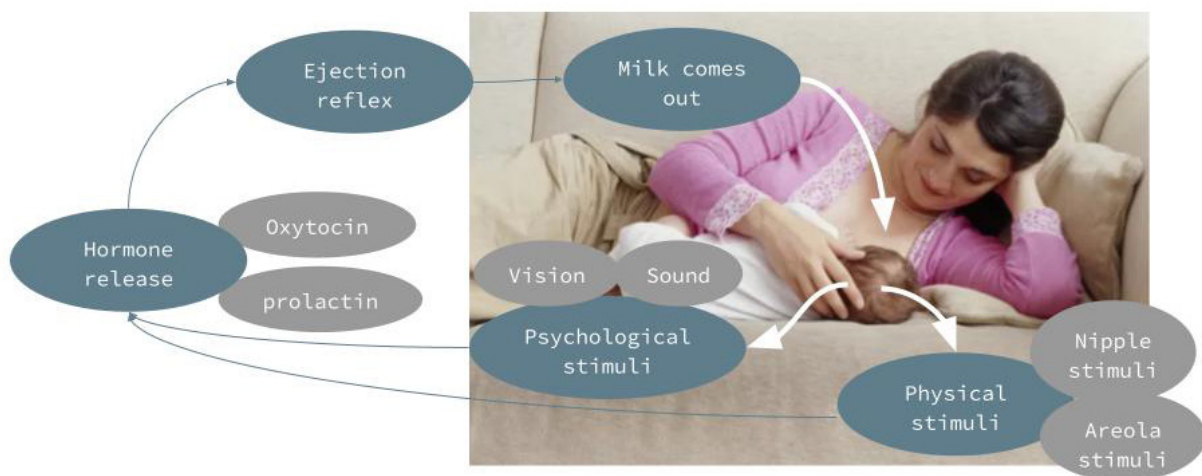 Ejection
reflex
Milk comes
out
Hormone
release
Oxytocin
prolactin
Vision
Sound
Psychological
stimuli
Physical
stimuli
Nipple
stimuli
Areola
stimuli